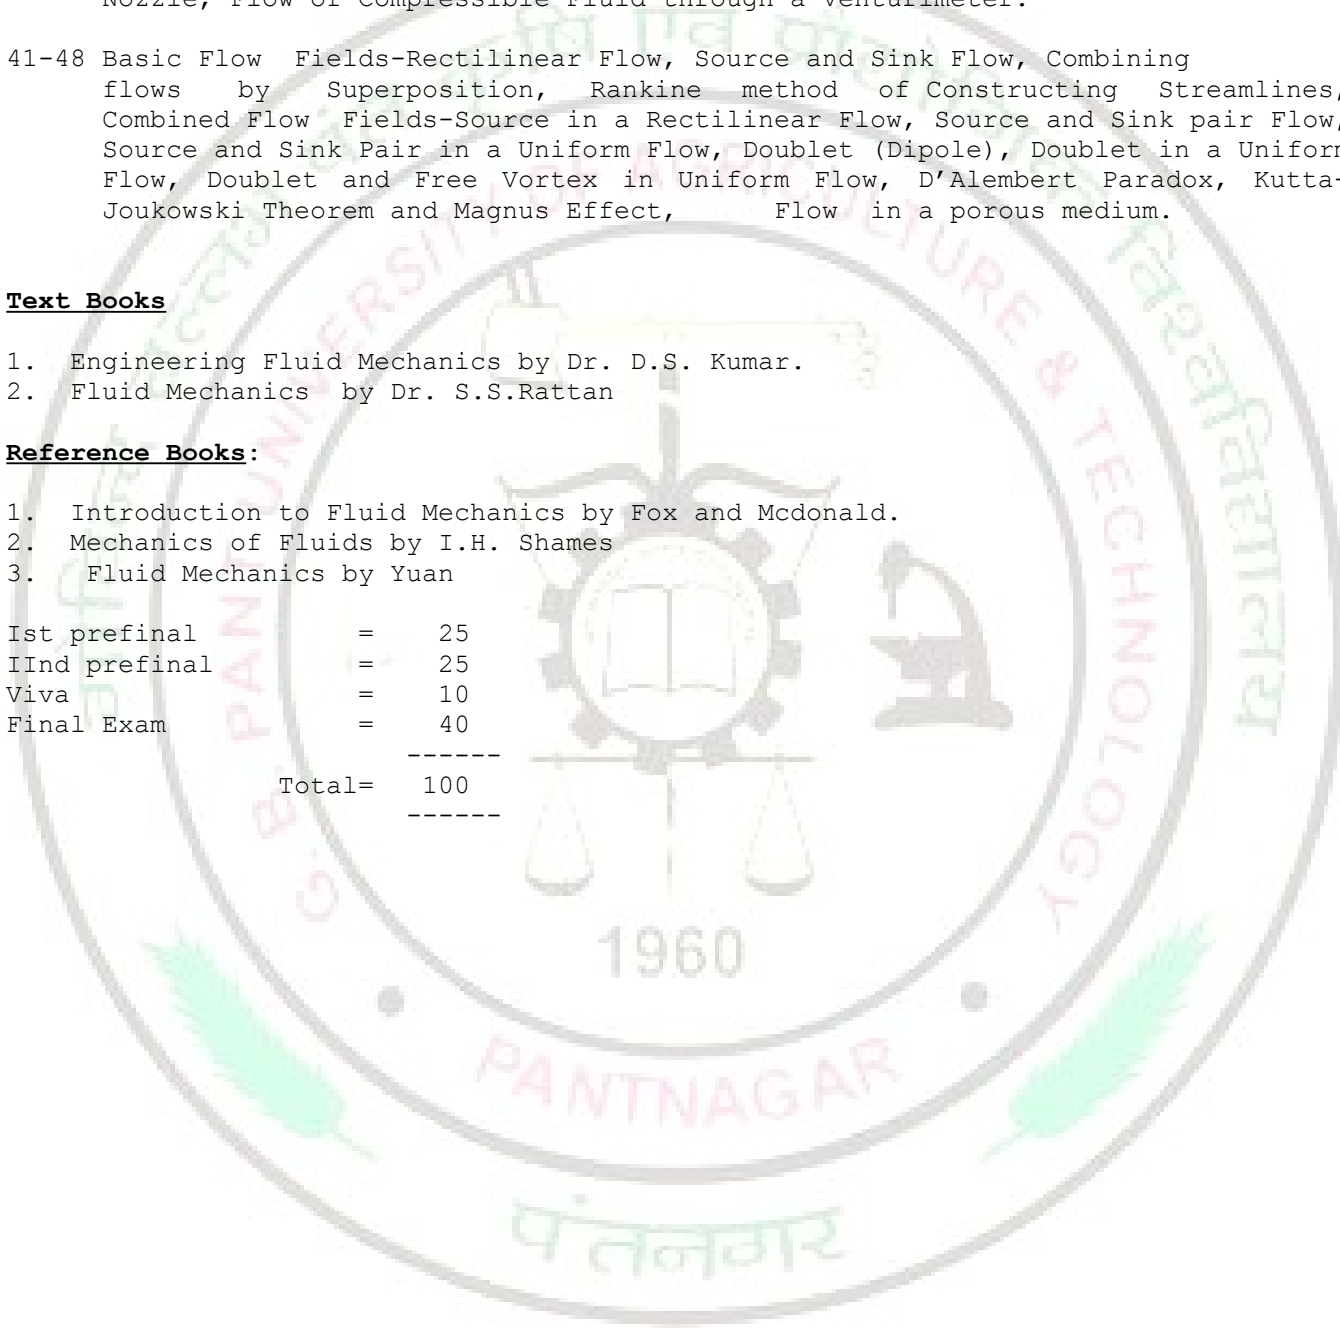 Nozzle, Flow of Compressible Fluid through a venturimeter.
41-48 Basic Flow Fields-Rectilinear Flow, Source and Sink Flow, Combining
flows by Superposition, Rankine method of Constructing Streamlines,
Combined Flow Fields-Source in a Rectilinear Flow, Source and Sink pair Flow,
Source and Sink Pair in a Uniform Flow, Doublet (Dipole), Doublet in a Uniform
Flow, Doublet and Free Vortex in Uniform Flow, D’Alembert Paradox, Kutta-
Joukowski Theorem and Magnus Effect, Flow in a porous medium.
Text Books
1. Engineering Fluid Mechanics by Dr. D.S. Kumar.
2. Fluid Mechanics by Dr. S.S.Rattan
Reference Books:
1. Introduction to Fluid Mechanics by Fox and Mcdonald.
2. Mechanics of Fluids by I.H. Shames
3. Fluid Mechanics by Yuan
Ist prefinal = 25
IInd prefinal = 25
Viva = 10
Final Exam = 40
------
Total= 100
------
G. B. PANT UNIVERSITY OF AGRICULTURE & TECHNOLOGY
1960
PANTNAGAR
पंतनगर